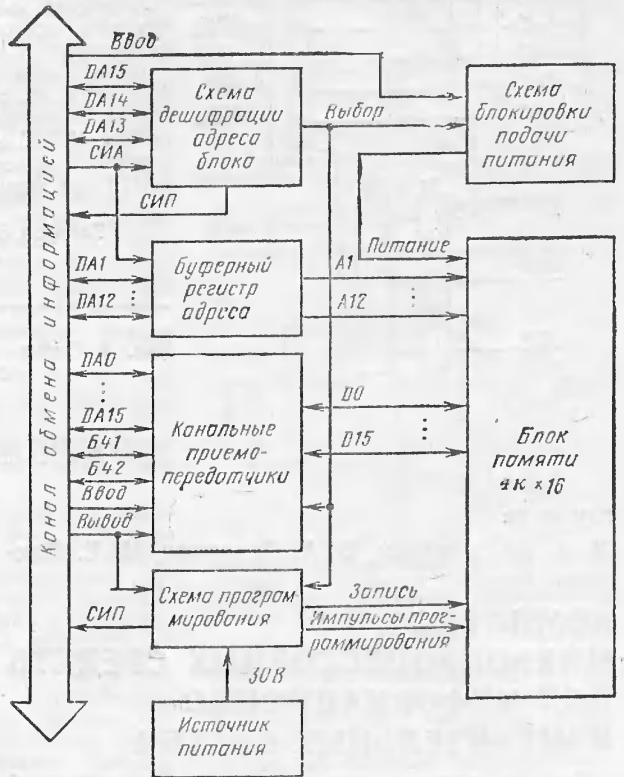 Ввод
DA15
DA14
DA13
СИА
Схема
дешифрации
адреса
блока
Выбор
Схема
блокировки
подачи
питания
СИП
Питание
DA1
DA12
Буферный
регистр
адреса
A1
A12
DA0
DA15
БЧ1
БЧ2
Ввод
Вывод
Канальные
приемо-
передатчики
D0
D15
Блок
памяти
4К × 16
Канал обмена информацией
СИП
Схема програм-
мирования
Запись
Импульсы прог-
раммирования
-30В
Источник
питания